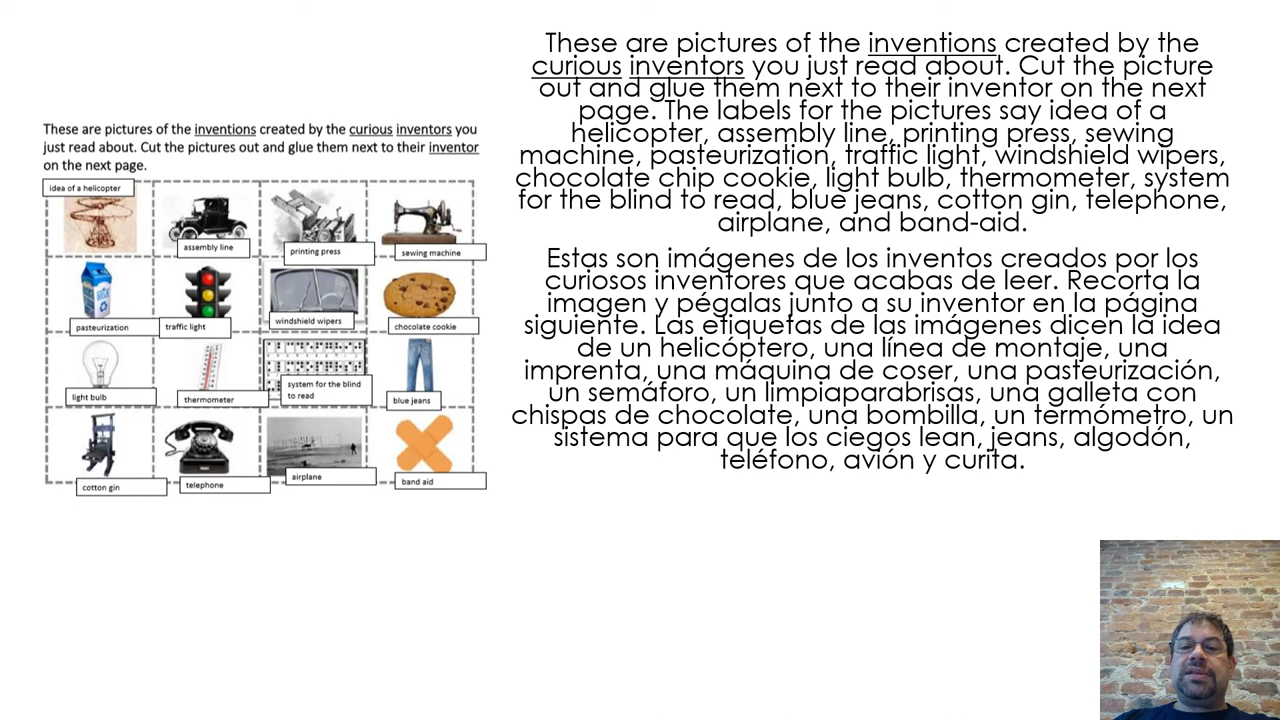 These are pictures of the inventions created by the curious inventors you
just read about. Cut the pictures out and glue them next to their inventor
on the next page.
idea of a helicopter
assembly line
printing press
sewing machine
pasteurization
traffic light
windshield wipers
chocolate cookie
light bulb
thermometer
system for the blind
to read
blue jeans
cotton gin
telephone
airplane
band aid
These are pictures of the inventions created by the
curious inventors you just read about. Cut the picture
out and glue them next to their inventor on the next
page. The labels for the pictures say idea of a
helicopter, assembly line, printing press, sewing
machine, pasteurization, traffic light, windshield wipers,
chocolate chip cookie, light bulb, thermometer, system
for the blind to read, blue jeans, cotton gin, telephone,
airplane, and band-aid.
Estas son imágenes de los inventos creados por los
curiosos inventores que acabas de leer. Recorta la
imagen y pégalas junto a su inventor en la página
siguiente. Las etiquetas de las imágenes dicen la idea
de un helicóptero, una línea de montaje, una
imprenta, una máquina de coser, una pasteurización,
un semáforo, un limpiaparabrisas, una galleta con
chispas de chocolate, una bombilla, un termómetro, un
sistema para que los ciegos lean, jeans, algodón,
teléfono, avión y curita.